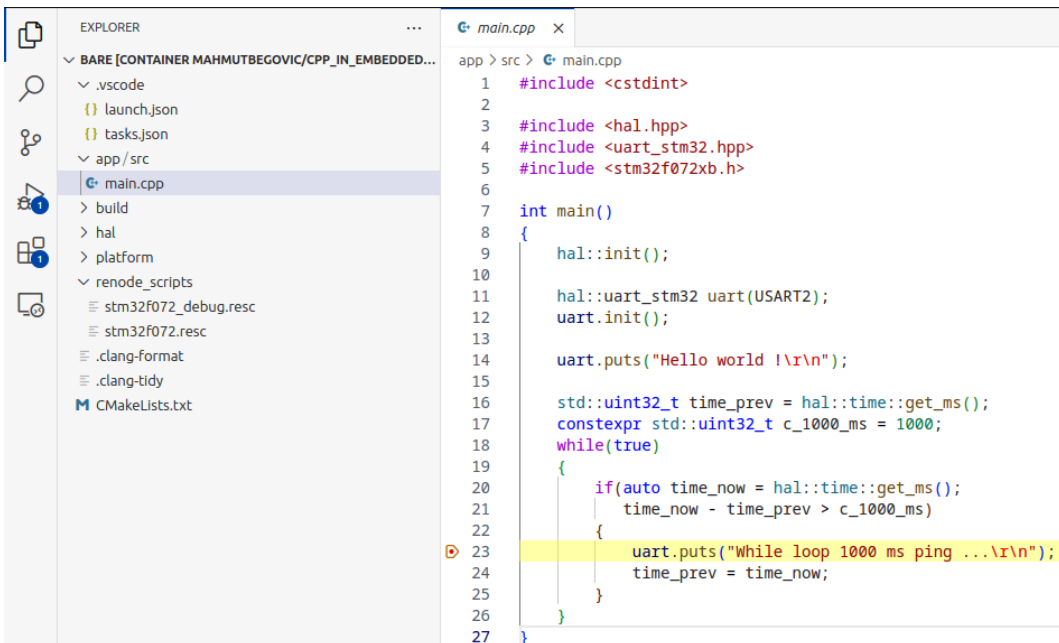 EXPLORER
...
BARE [CONTAINER MAHMUTBEGOVIC/CPP_IN_EMBEDDED...
.vscode
{} launch.json
{} tasks.json
app/src
main.cpp
build
hal
platform
renode_scripts
stm32f072_debug.resc
stm32f072.resc
.clang-format
.clang-tidy
M CMakeLists.txt
1
1
main.cpp ×
app > src > main.cpp
1 #include <cstdint>
2
3 #include <hal.hpp>
4 #include <uart_stm32.hpp>
5 #include <stm32f072xb.h>
6
7 int main()
8 {
9     hal::init();
10
11     hal::uart_stm32 uart(USART2);
12     uart.init();
13
14     uart.puts("Hello world !\r\n");
15
16     std::uint32_t time_prev = hal::time::get_ms();
17     constexpr std::uint32_t c_1000_ms = 1000;
18     while(true)
19     {
20         if(auto time_now = hal::time::get_ms();
21            time_now - time_prev > c_1000_ms)
22         {
23             uart.puts("While loop 1000 ms ping ...\r\n");
24             time_prev = time_now;
25         }
26     }
27 }